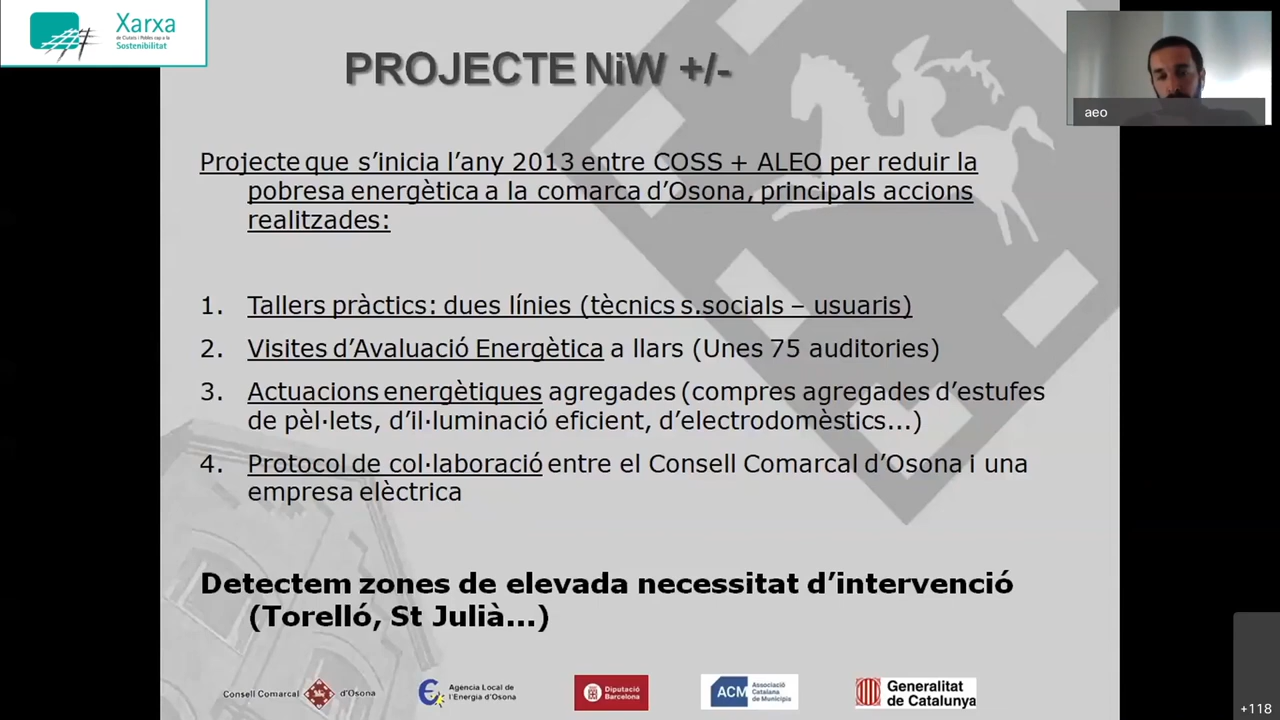 Xarxa
de Ciutats i Pobles cap a la
Sostenibilitat
PROJECTE NiW +/-
aeo
Projecte que s’inicia l’any 2013 entre COSS + ALEO per reduir la
pobresa energètica a la comarca d’Osona, principals accions
realitzades:
1. Tallers pràctics: dues línies (tècnics s.socials – usuaris)
2. Visites d’Avaluació Energètica a llars (Unes 75 auditories)
3. Actuacions energètiques agregades (compres agregades d’estufes
de pèl·lets, d’il·luminació eficient, d’electrodomèstics...)
4. Protocol de col·laboració entre el Consell Comarcal d’Osona i una
empresa elèctrica
Detectem zones de elevada necessitat d’intervenció
(Torelló, St Julià...)
Consell Comarcal d’Osona
Agència Local de
l’Energia d’Osona
Diputació
Barcelona
ACM Associació
Catalana
de Municipis
Generalitat
de Catalunya
+118